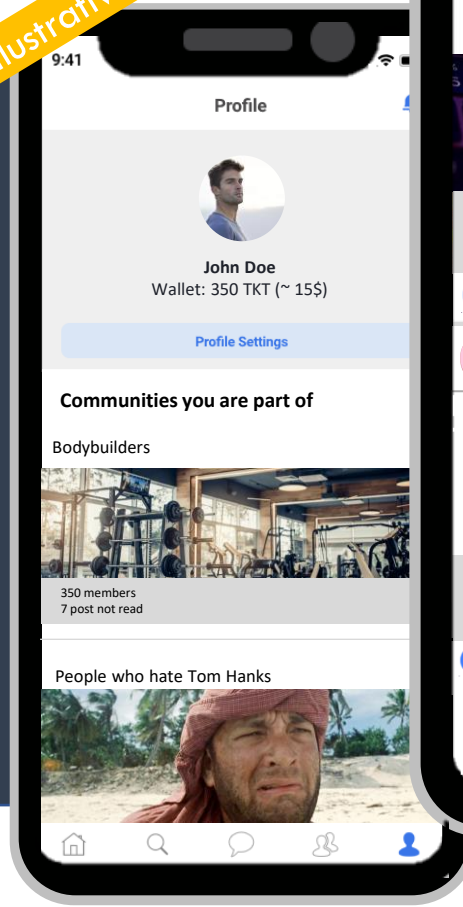 9:41
Profile
John Doe
Wallet: 350 TKT (~ 15$)
Profile Settings
Communities you are part of
Bodybuilders
350 members
7 post not read
People who hate Tom Hanks